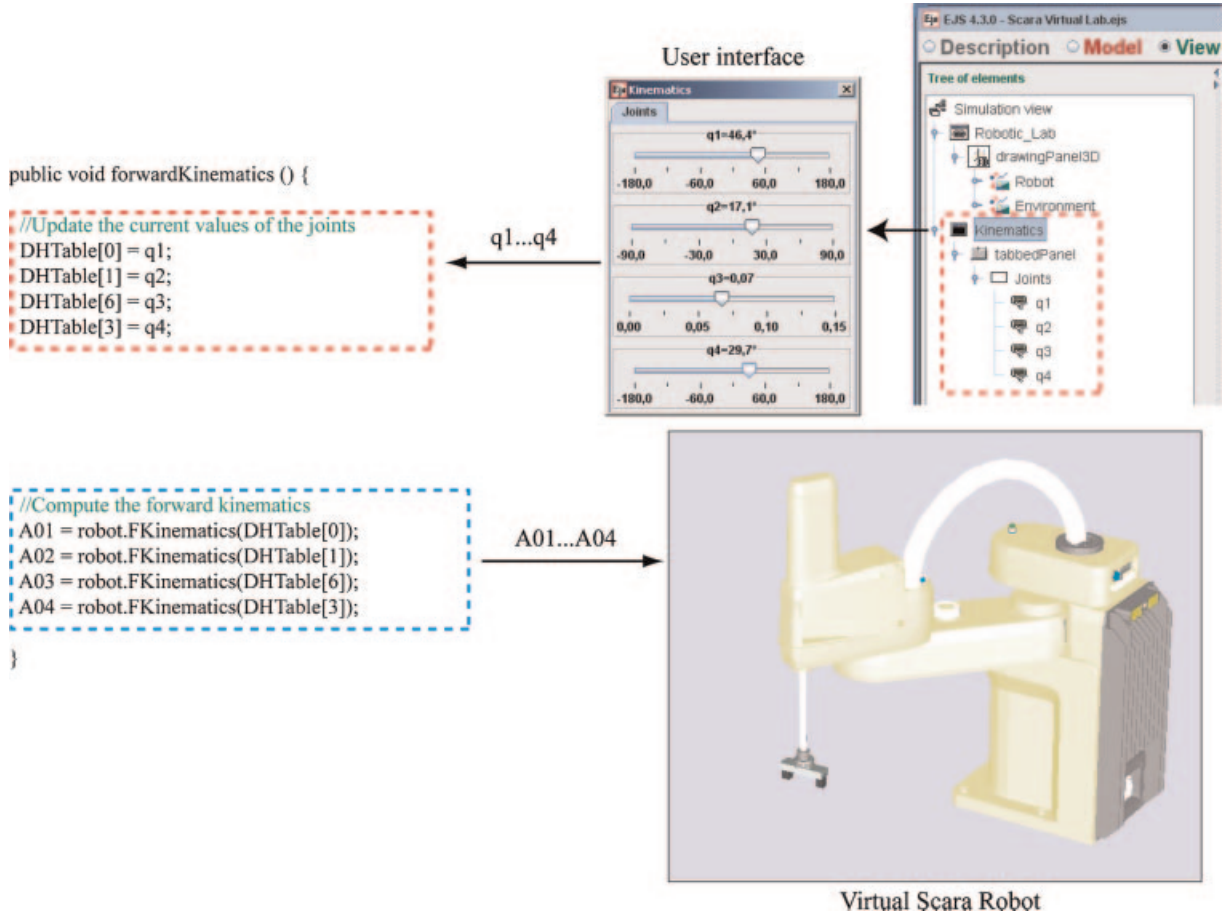 EJS 4.3.0 - Scara Virtual Lab.ejs
Description Model View
Tree of elements
Simulation view
Robotic_Lab
drawingPanel3D
Robot
Environment
Kinematics
tabbedPanel
Joints
q1
q2
q3
q4
User interface
Kinematics
Joints
q1=46,4°
-180,0 -60,0 60,0 180,0
q2=17,1°
-90,0 -30,0 30,0 90,0
q3=0,07
0,00 0,05 0,10 0,15
q4=29,7°
-180,0 -60,0 60,0 180,0
q1...q4
public void forwardKinematics () {
//Update the current values of the joints
DHTable[0] = q1;
DHTable[1] = q2;
DHTable[6] = q3;
DHTable[3] = q4;
//Compute the forward kinematics
A01 = robot.FKinematics(DHTable[0]);
A02 = robot.FKinematics(DHTable[1]);
A03 = robot.FKinematics(DHTable[6]);
A04 = robot.FKinematics(DHTable[3]);
}
A01...A04
Virtual Scara Robot